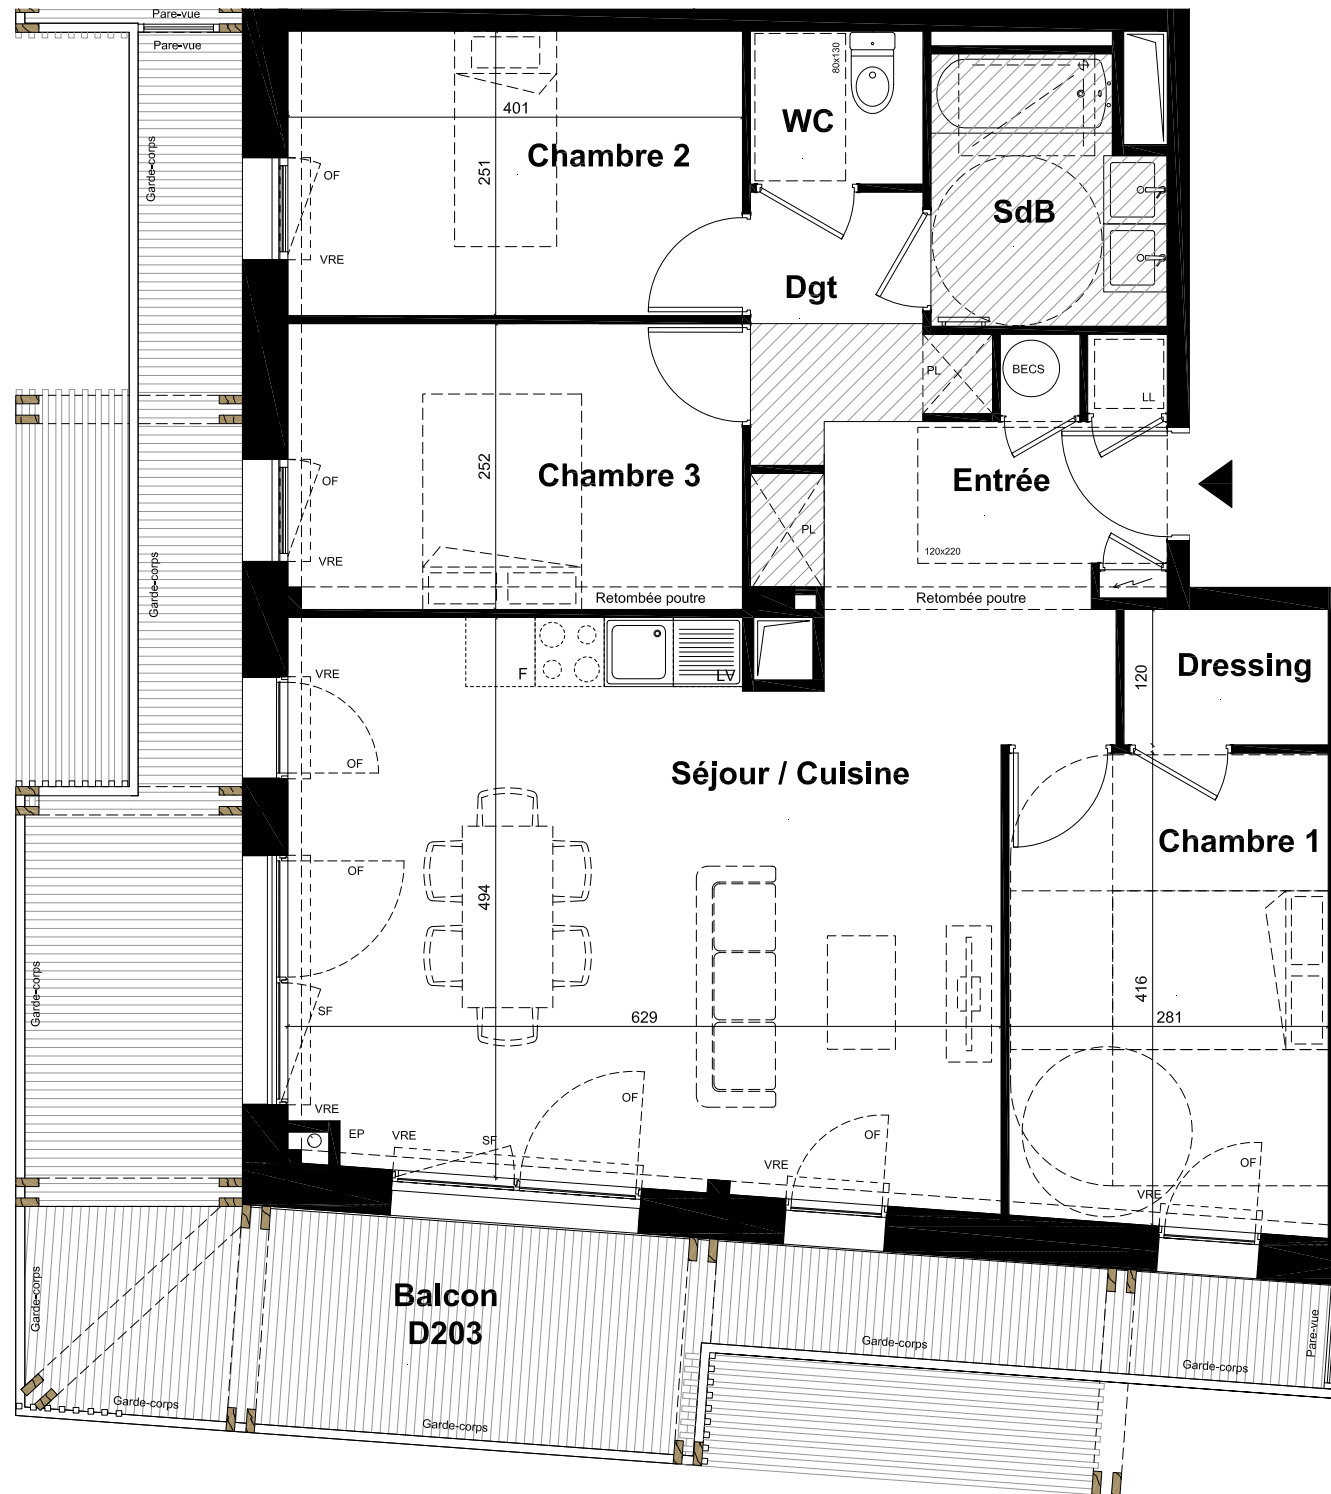 Pare-vue
Pare-vue
Garde-corps
401
251
Chambre 2
OF
VRE
80x130
WC
SdB
Dgt
252
Chambre 3
OF
VRE
Garde-corps
PL
BECS
LL
Entrée
PL
120x220
Retombée poutre
Retombée poutre
VRE
F
LV
120
Dressing
OF
Séjour / Cuisine
Chambre 1
OF
494
Garde-corps
SF
629
416
281
VRE
EP
VRE
SF
OF
VRE
OF
VRE
OF
Garde-corps
Balcon
D203
Garde-corps
Garde-corps
Pare-vue
Garde-corps
Garde-corps